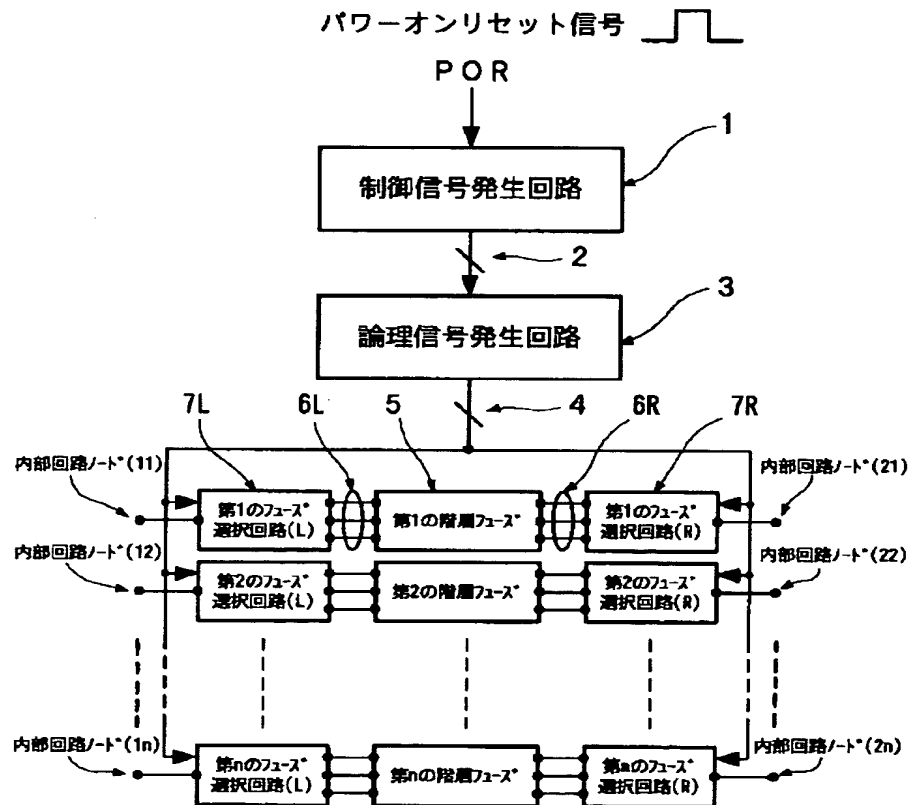 パワーオンリセット信号
POR
1
制御信号発生回路
2
3
論理信号発生回路
7L 6L 5 4 6R 7R
内部回路ノード(11)
内部回路ノード(21)
第1のフューズ
選択回路(L)
第1の階層フューズ
第1のフューズ
選択回路(R)
内部回路ノード(12)
内部回路ノード(22)
第2のフューズ
選択回路(L)
第2の階層フューズ
第2のフューズ
選択回路(R)
内部回路ノード(1n)
内部回路ノード(2n)
第nのフューズ
選択回路(L)
第nの階層フューズ
第nのフューズ
選択回路(R)